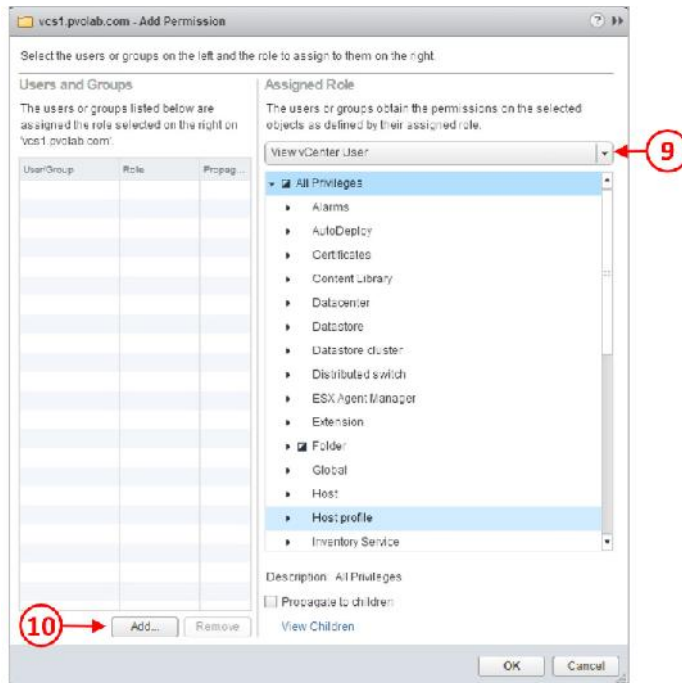 vcs1.pvolab.com - Add Permission
Select the users or groups on the left and the role to assign to them on the right
Users and Groups
The users or groups listed below are
assigned the role selected on the right on
'vcs1.pvolab.com'.
User/Group Role Propag...
Add... Remove
10
Assigned Role
The users or groups obtain the permissions on the selected
objects as defined by their assigned role.
View vCenter User
9
All Privileges
Alarms
AutoDeploy
Certificates
Content Library
Datacenter
Datastore
Datastore cluster
Distributed switch
ESX Agent Manager
Extension
Folder
Global
Host
Host profile
Inventory Service
Description: All Privileges
Propagate to children
View Children
OK Cancel